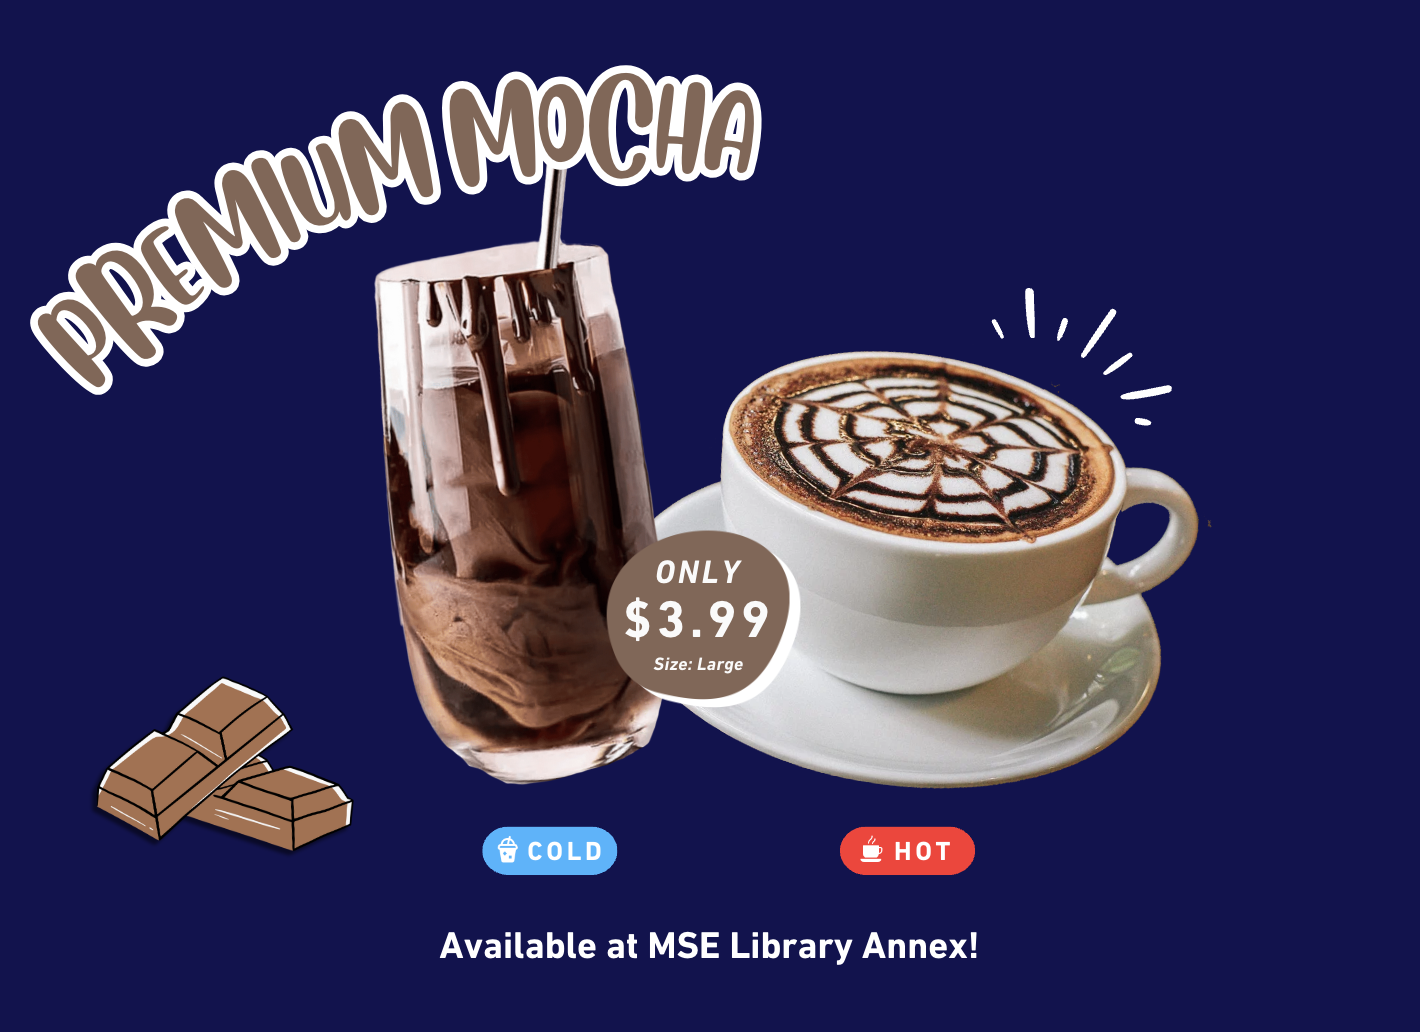 PREMIUM MOCHA
ONLY
$3.99
Size: Large
COLD
HOT
Available at MSE Library Annex!